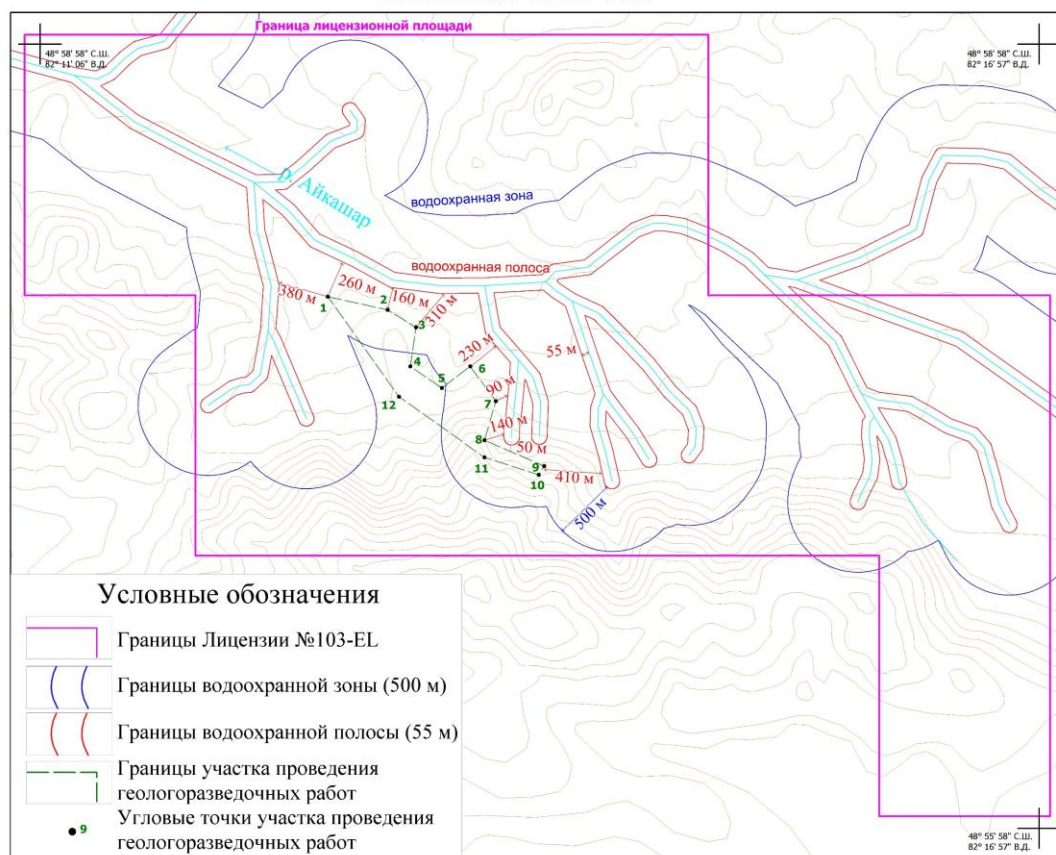 Граница лицензионной площади
48° 58' 58" С.Ш.
82° 11' 06" В.Д.
48° 58' 58" С.Ш.
82° 16' 57" В.Д.
р. Айкашар
водоохранная зона
водоохранная полоса
380 м
260 м
160 м
310 м
1
2
3
4
5
6
7
8
9
10
11
12
230 м
55 м
90 м
140 м
50 м
410 м
500 м
Условные обозначения
Границы Лицензии №103-EL
Границы водоохранной зоны (500 м)
Границы водоохранной полосы (55 м)
Границы участка проведения
геологоразведочных работ
9
Угловые точки участка проведения
геологоразведочных работ
48° 55' 58" С.Ш.
82° 16' 57" В.Д.